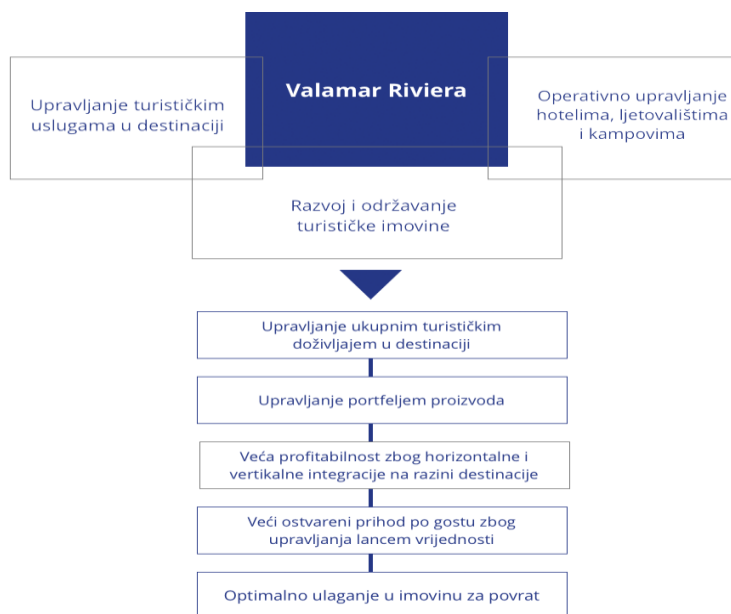 Valamar Riviera
Upravljanje turističkim
uslugama u destinaciji
Operativno upravljanje
hotelima, ljetovalištima
i kampovima
Razvoj i održavanje
turističke imovine
Upravljanje ukupnim turističkim
doživljajem u destinaciji
Upravljanje portfeljem proizvoda
Veća profitabilnost zbog horizontalne i
vertikalne integracije na razini destinacije
Veći ostvareni prihod po gostu zbog
upravljanja lancem vrijednosti
Optimalno ulaganje u imovinu za povrat